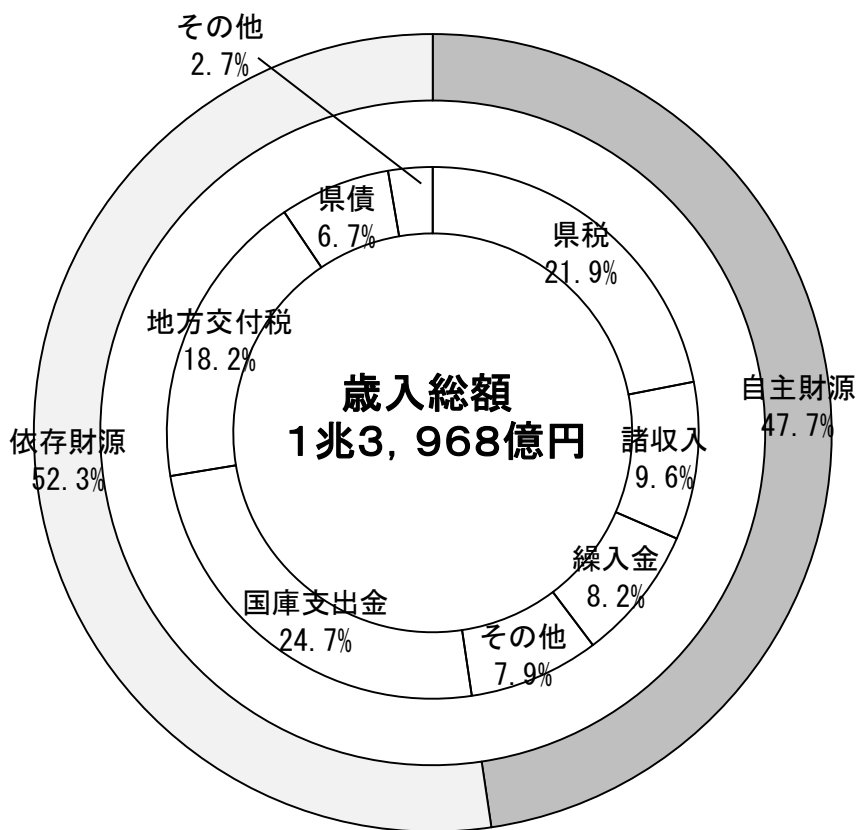 その他
2.7%
県債
6.7%
県税
21.9%
地方交付税
18.2%
歳入総額
1兆3,968億円
自主財源
47.7%
諸収入
9.6%
依存財源
52.3%
繰入金
8.2%
国庫支出金
24.7%
その他
7.9%